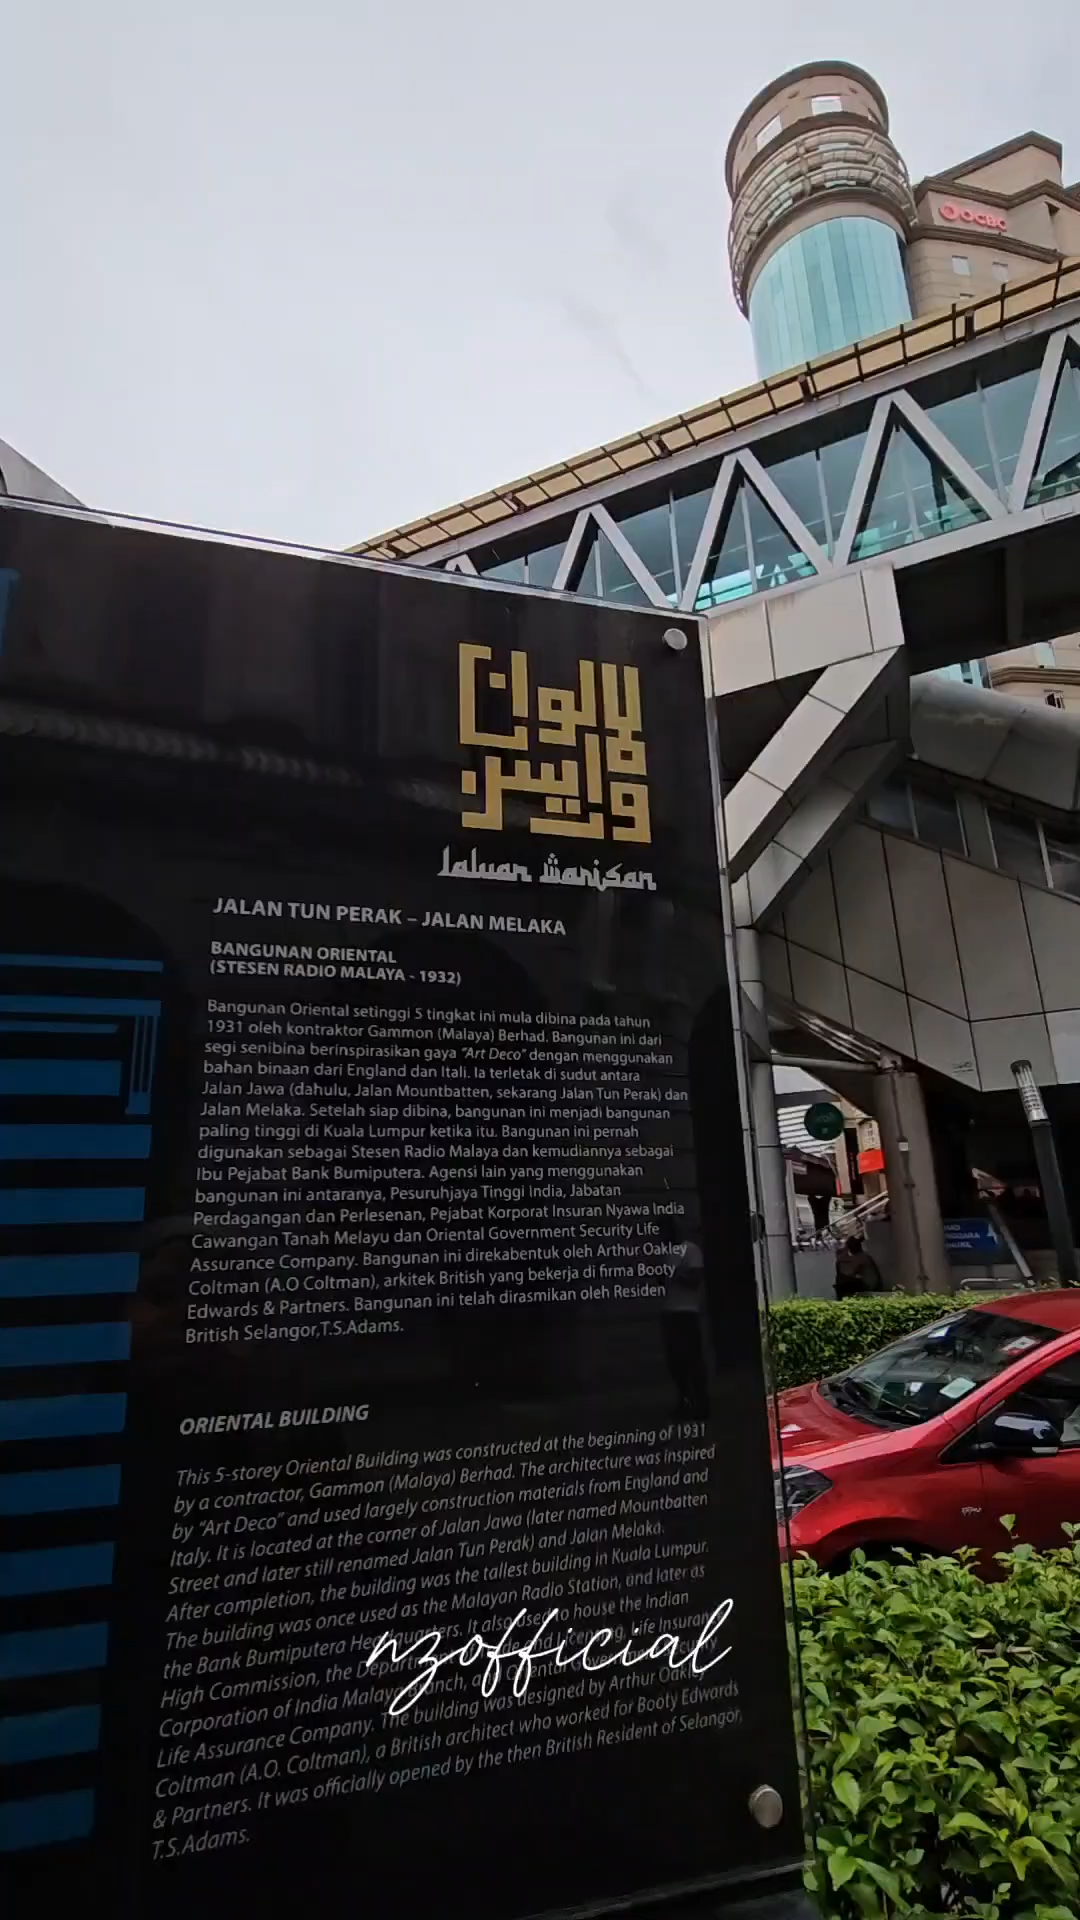 OCBC
لالوان
واريسن
Laluan Warisan
JALAN TUN PERAK – JALAN MELAKA
BANGUNAN ORIENTAL
(STESEN RADIO MALAYA - 1932)
Bangunan Oriental setinggi 5 tingkat ini mula dibina pada tahun
1931 oleh kontraktor Gammon (Malaya) Berhad. Bangunan ini dari
segi senibina berinspirasikan gaya "Art Deco" dengan menggunakan
bahan binaan dari England dan Itali. Ia terletak di sudut antara
Jalan Jawa (dahulu, Jalan Mountbatten, sekarang Jalan Tun Perak) dan
Jalan Melaka. Setelah siap dibina, bangunan ini menjadi bangunan
paling tinggi di Kuala Lumpur ketika itu. Bangunan ini pernah
digunakan sebagai Stesen Radio Malaya dan kemudiannya sebagai
Ibu Pejabat Bank Bumiputera. Agensi lain yang menggunakan
bangunan ini antaranya, Pesuruhjaya Tinggi India, Jabatan
Perdagangan dan Perlesenan, Pejabat Korporat Insuran Nyawa India
Cawangan Tanah Melayu dan Oriental Government Security Life
Assurance Company. Bangunan ini direkabentuk oleh Arthur Oakley
Coltman (A.O Coltman), arkitek British yang bekerja di firma Booty
Edwards & Partners. Bangunan ini telah dirasmikan oleh Residen
British Selangor,T.S.Adams.
ORIENTAL BUILDING
This 5-storey Oriental Building was constructed at the beginning of 1931
by a contractor, Gammon (Malaya) Berhad. The architecture was inspired
by "Art Deco" and used largely construction materials from England and
Italy. It is located at the corner of Jalan Jawa (later named Mountbatten
Street and later still renamed Jalan Tun Perak) and Jalan Melaka.
After completion, the building was the tallest building in Kuala Lumpur.
The building was once used as the Malayan Radio Station, and later as
the Bank Bumiputera Headquarters. It also used to house the Indian
High Commission, the Department Trade and Licencing, Life Insuran
Corporation of India Malaya Branch, and Oriental Government Security
Life Assurance Company. The building was designed by Arthur Oakley
Coltman (A.O. Coltman), a British architect who worked for Booty Edwards
& Partners. It was officially opened by the then British Resident of Selangor,
T.S.Adams.
nzofficial